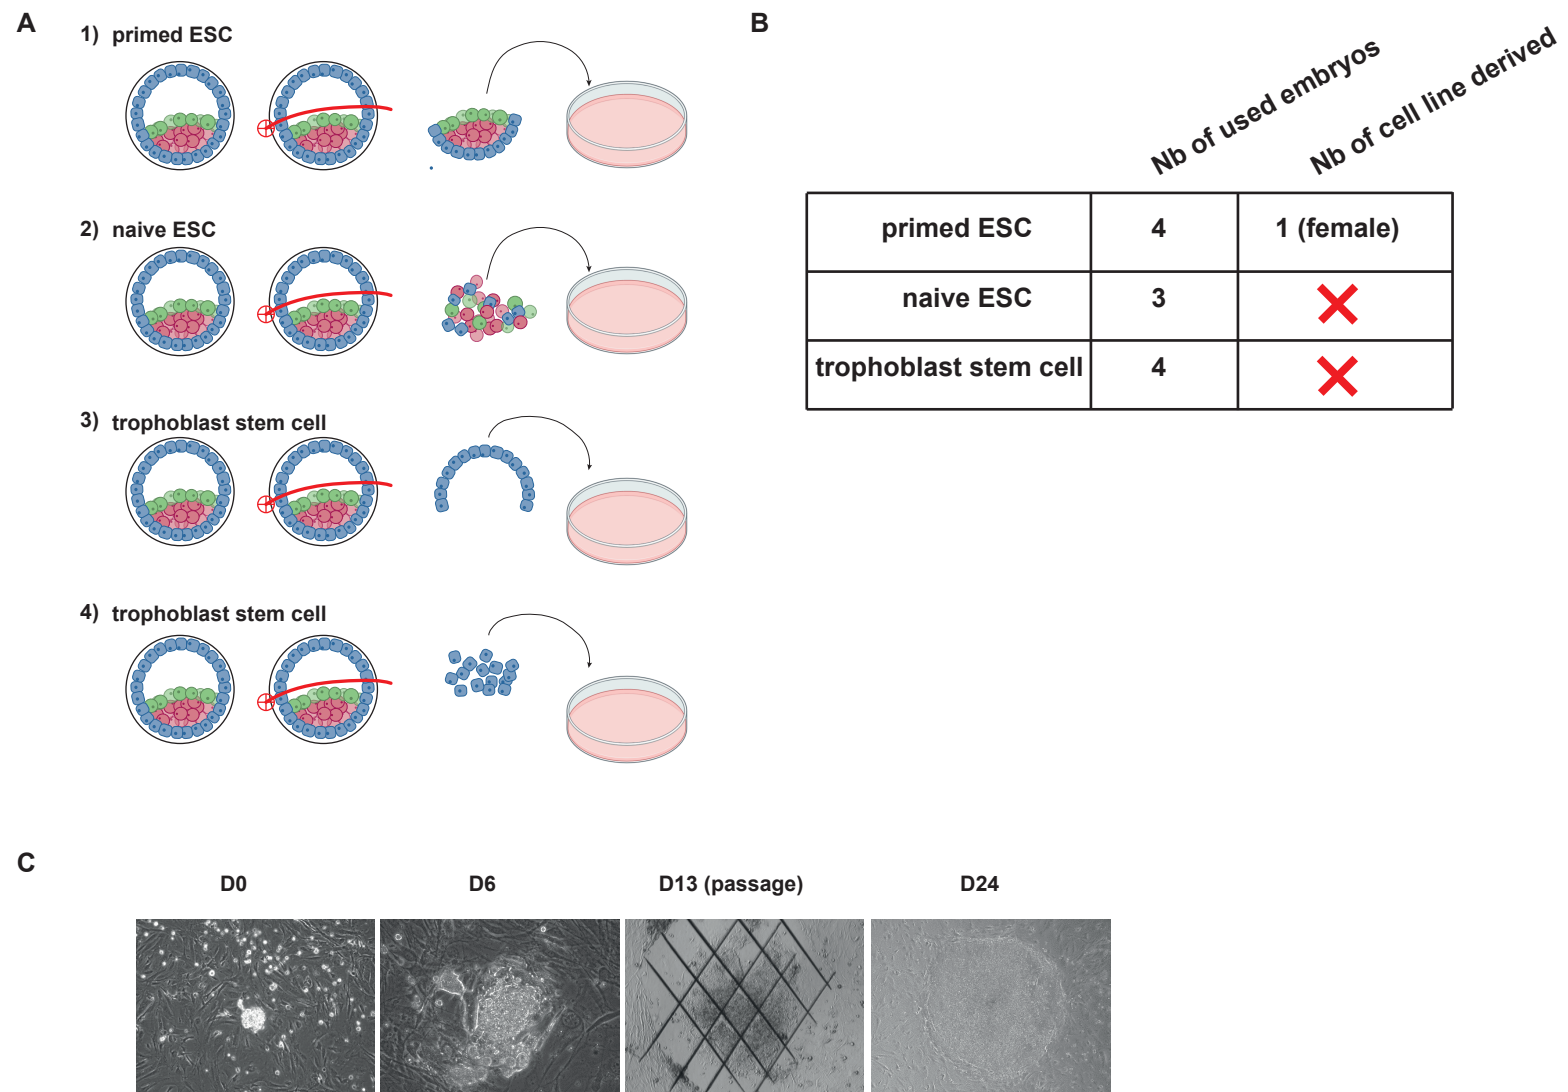 A
1) primed ESC
2) naive ESC
3) trophoblast stem cell
4) trophoblast stem cell
B
Nb of used embryos
Nb of cell line derived
primed ESC 4 1 (female)
naive ESC 3
trophoblast stem cell 4
C
D0 D6 D13 (passage) D24